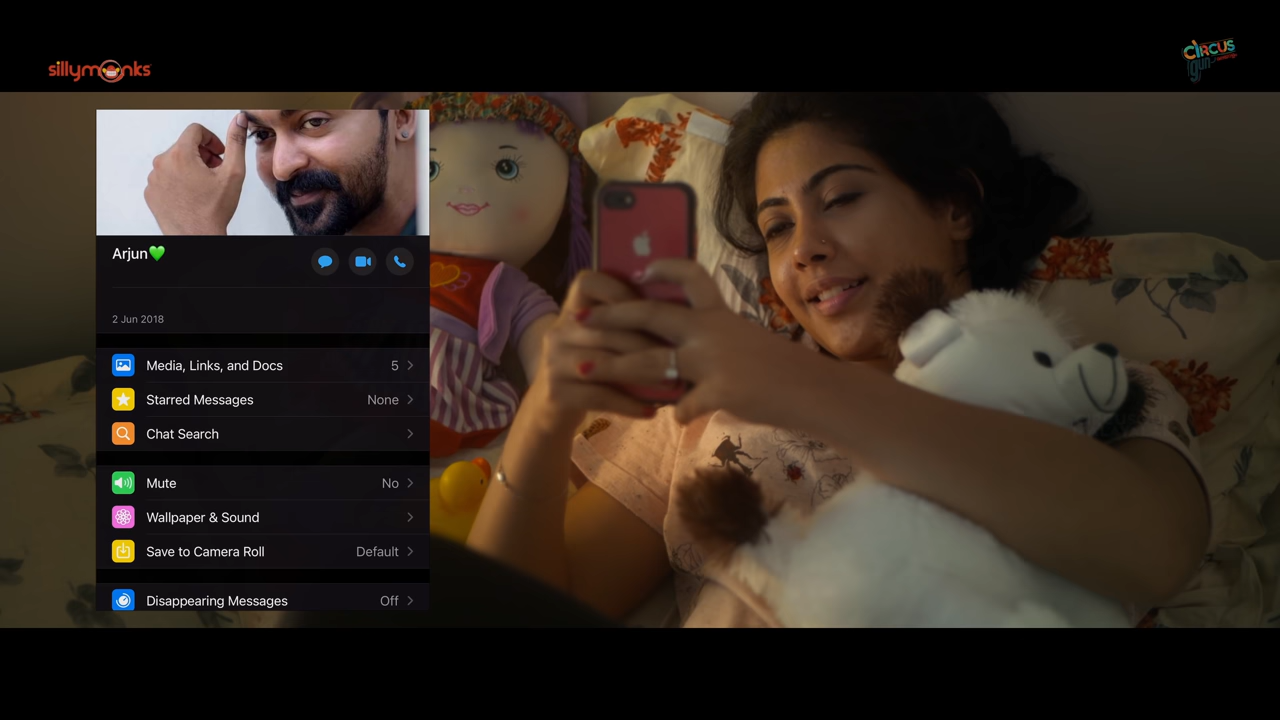 sillymonks
CIRCUS
gun
Arjun💚
2 Jun 2018
Media, Links, and Docs 5
Starred Messages None
Chat Search
Mute No
Wallpaper & Sound
Save to Camera Roll Default
Disappearing Messages Off